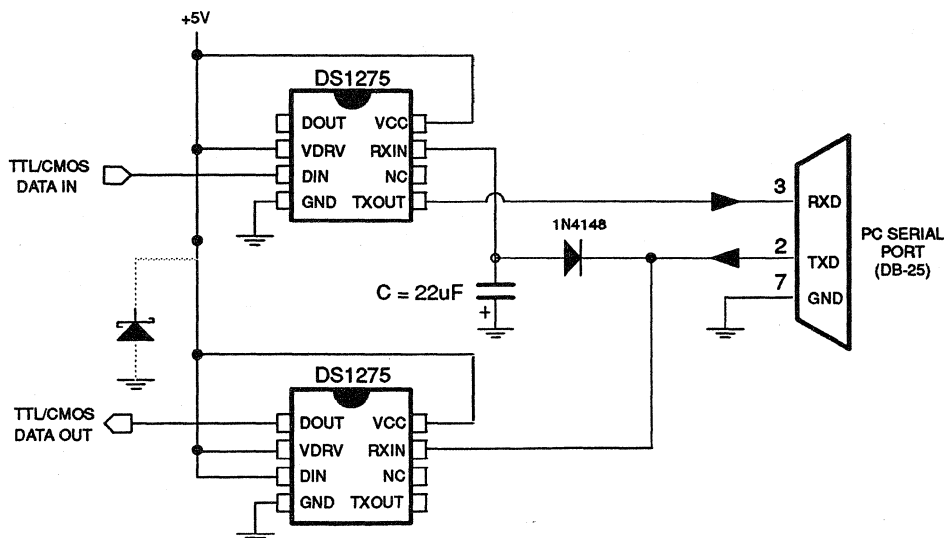 +5V
DS1275
DOUT VCC
VDRV RXIN
DIN NC
GND TXOUT
TTL/CMOS
DATA IN
3
RXD
1N4148
2
TXD
7
GND
PC SERIAL
PORT
(DB-25)
C = 22uF
+
DS1275
DOUT VCC
VDRV RXIN
DIN NC
GND TXOUT
TTL/CMOS
DATA OUT